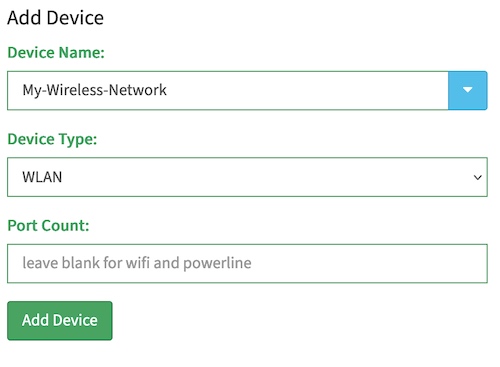 Add Device
Device Name:
My-Wireless-Network
Device Type:
WLAN
Port Count:
leave blank for wifi and powerline
Add Device